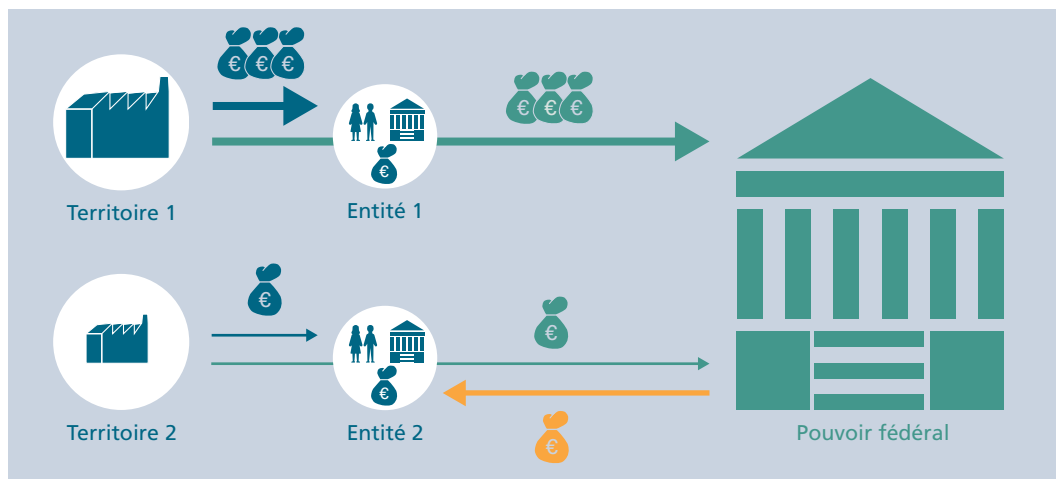 € € €
€ € €
€
Territoire 1
Entité 1
€
€
€
Territoire 2
Entité 2
€
Pouvoir fédéral